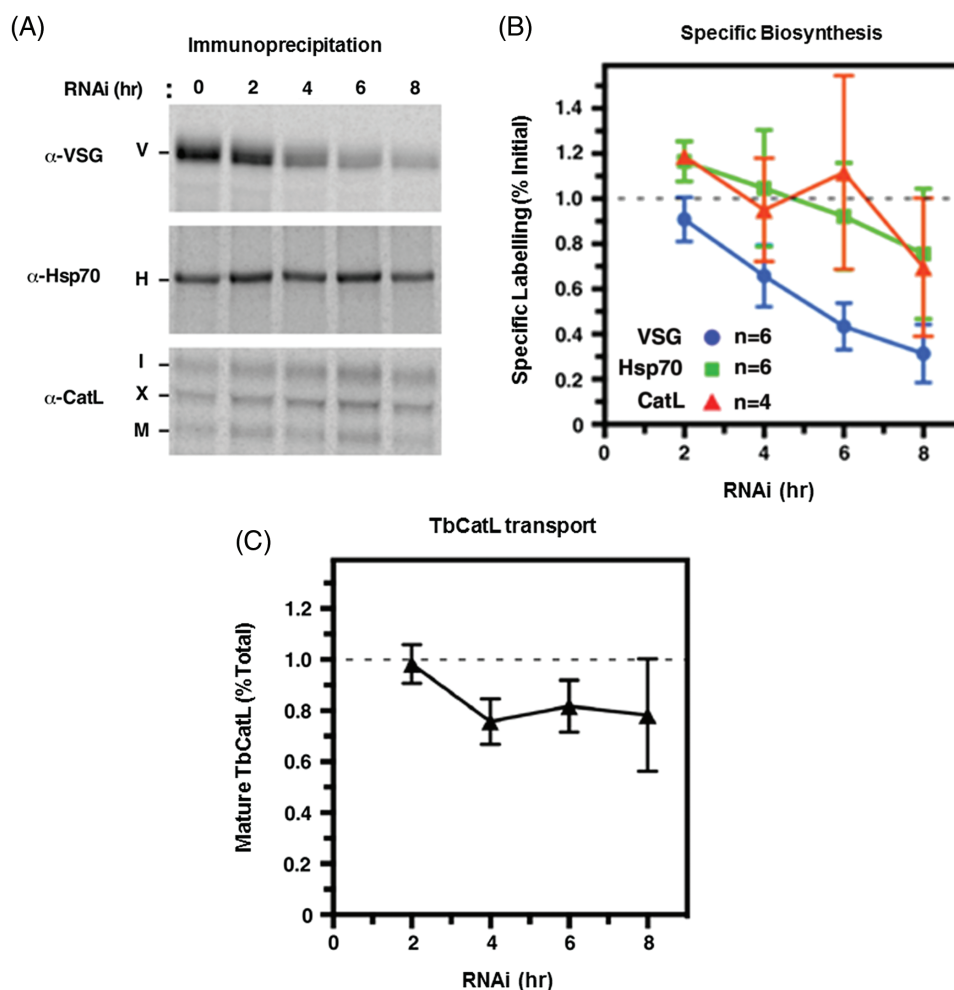 (A)
Immunoprecipitation
RNAi (hr) : 0 2 4 6 8
α-VSG V
α-Hsp70 H
α-CatL
I
X
M
(B)
Specific Biosynthesis
Specific Labelling (% Initial)
1.4
1.2
1.0
0.8
0.6
0.4
0.2
0
VSG n=6
Hsp70 n=6
CatL n=4
0 2 4 6 8
RNAi (hr)
(C)
TbCatL transport
Mature TbCatL (% Total)
1.2
1.0
0.8
0.6
0.4
0.2
0
0 2 4 6 8
RNAi (hr)